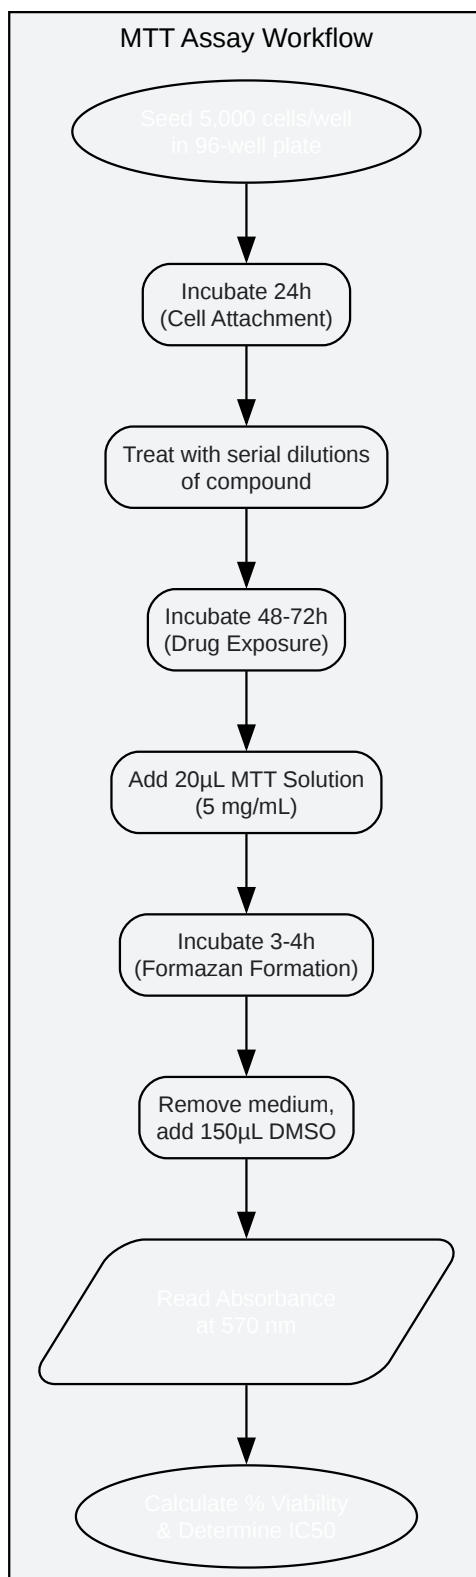 MTT Assay Workflow
Seed 5,000 cells/well
in 96-well plate
Incubate 24h
(Cell Attachment)
Treat with serial dilutions
of compound
Incubate 48-72h
(Drug Exposure)
Add 20µL MTT Solution
(5 mg/mL)
Incubate 3-4h
(Formazan Formation)
Remove medium,
add 150µL DMSO
Read Absorbance
at 570 nm
Calculate % Viability
& Determine IC50